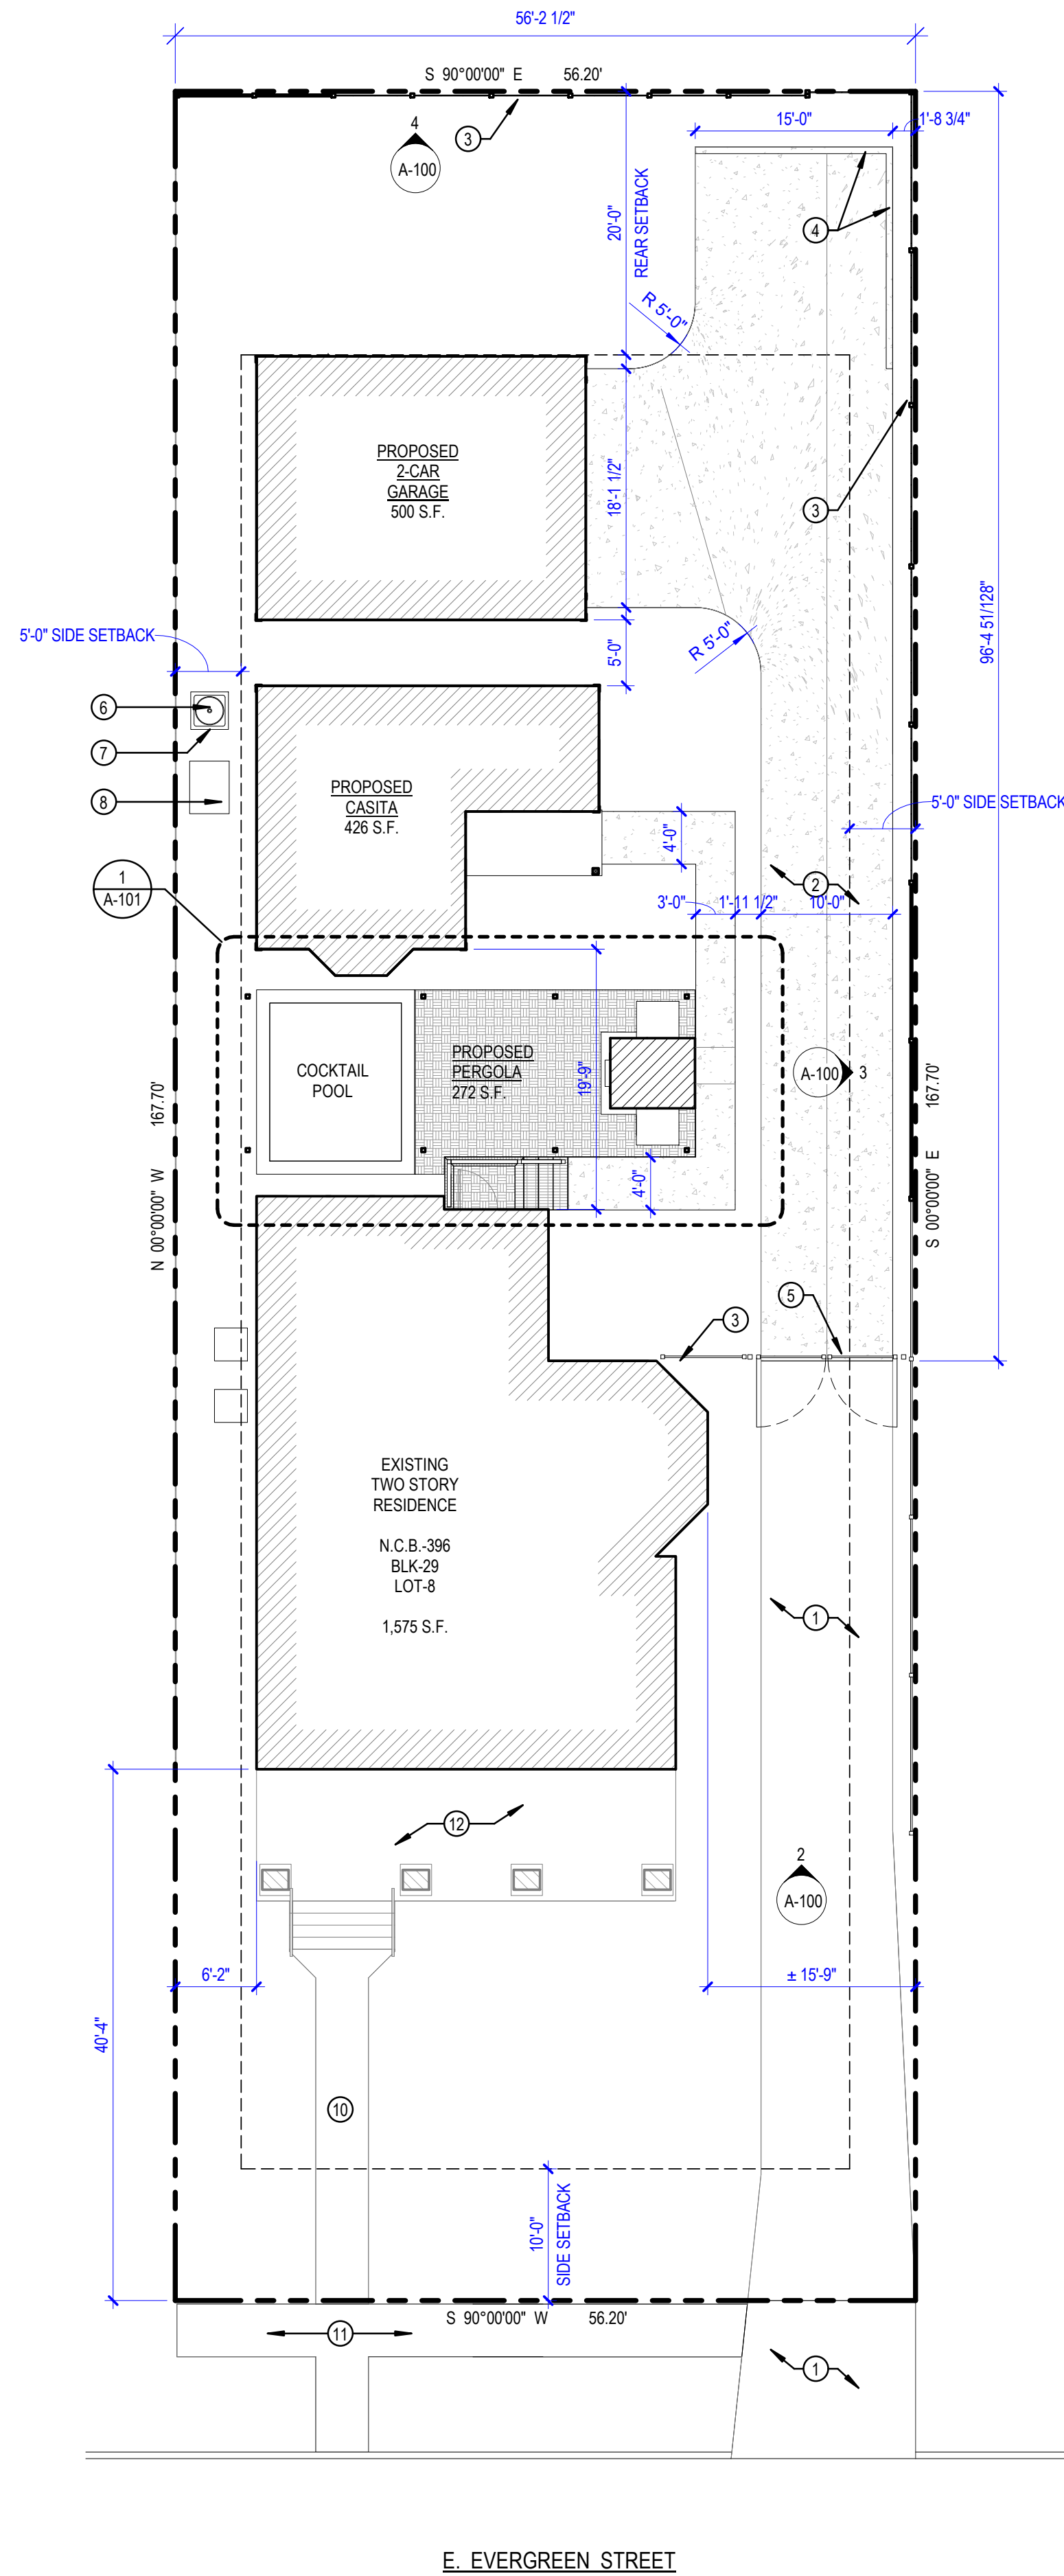 56'-2 1/2"
S 90°00'00" E 56.20'
4
A-100
3
15'-0"
1'-8 3/4"
20'-0"
REAR SETBACK
4
R 5'-0"
PROPOSED
2-CAR
GARAGE
500 S.F.
18'-1 1/2"
3
5'-0" SIDE SETBACK
5'-0"
R 5'-0"
96'-4 51/128"
6
7
8
PROPOSED
CASITA
426 S.F.
5'-0" SIDE SETBACK
4'-0"
1
A-101
2
3'-0"
1'-11 1/2"
10'-0"
COCKTAIL
POOL
PROPOSED
PERGOLA
272 S.F.
19'-9"
A-100
3
4'-0"
N 00°00'00" W 167.70'
S 00°00'00" E 167.70'
5
3
EXISTING
TWO STORY
RESIDENCE
N.C.B.-396
BLK-29
LOT-8
1,575 S.F.
1
12
2
A-100
6'-2"
± 15'-9"
40'-4"
10
10'-0"
SIDE SETBACK
S 90°00'00" W 56.20'
11
1
E. EVERGREEN STREET